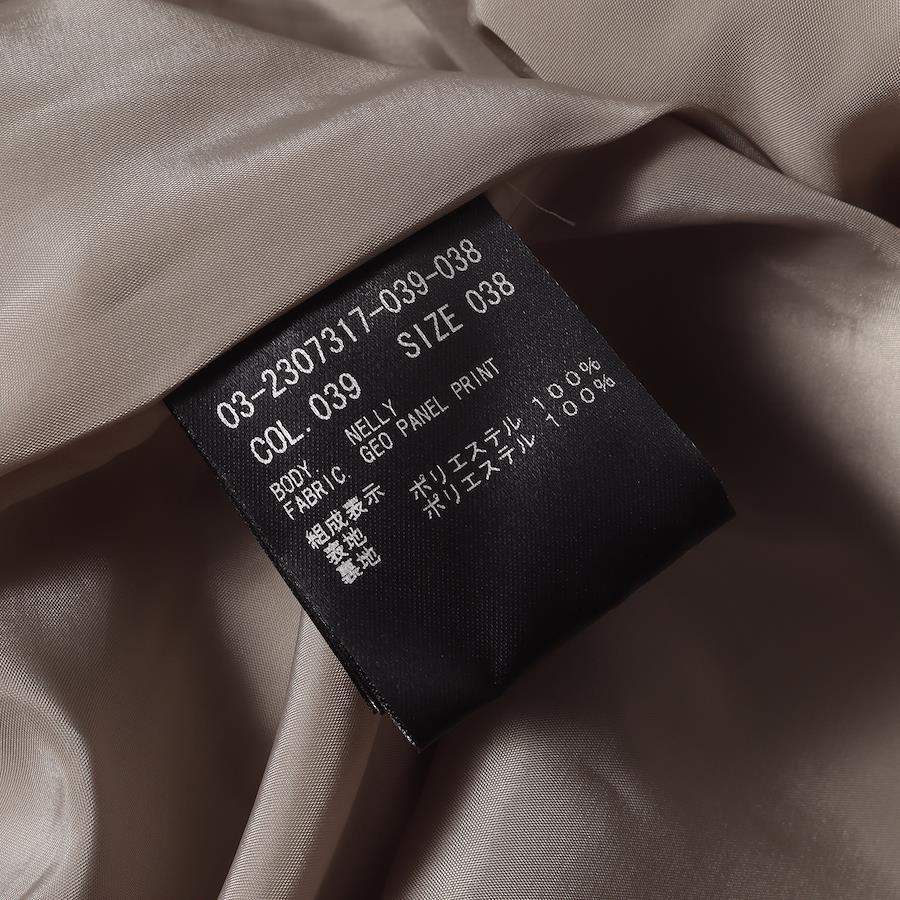 03-2307317-039-038
COL. 039 SIZE 038
BODY. NELLY
FABRIC. GEO PANEL PRINT
組成表示
表地 ポリエステル 100%
裏地 ポリエステル 100%